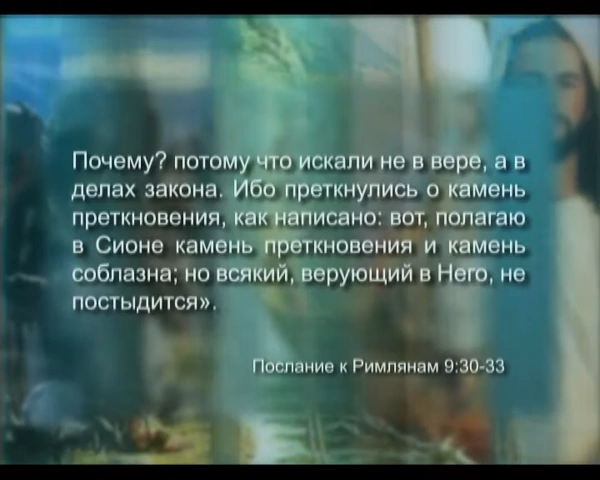 Почему? потому что искали не в вере, а в
делах закона. Ибо преткнулись о камень
преткновения, как написано: вот, полагаю
в Сионе камень преткновения и камень
соблазна; но всякий, верующий в Него, не
постыдится».
Послание к Римлянам 9:30-33